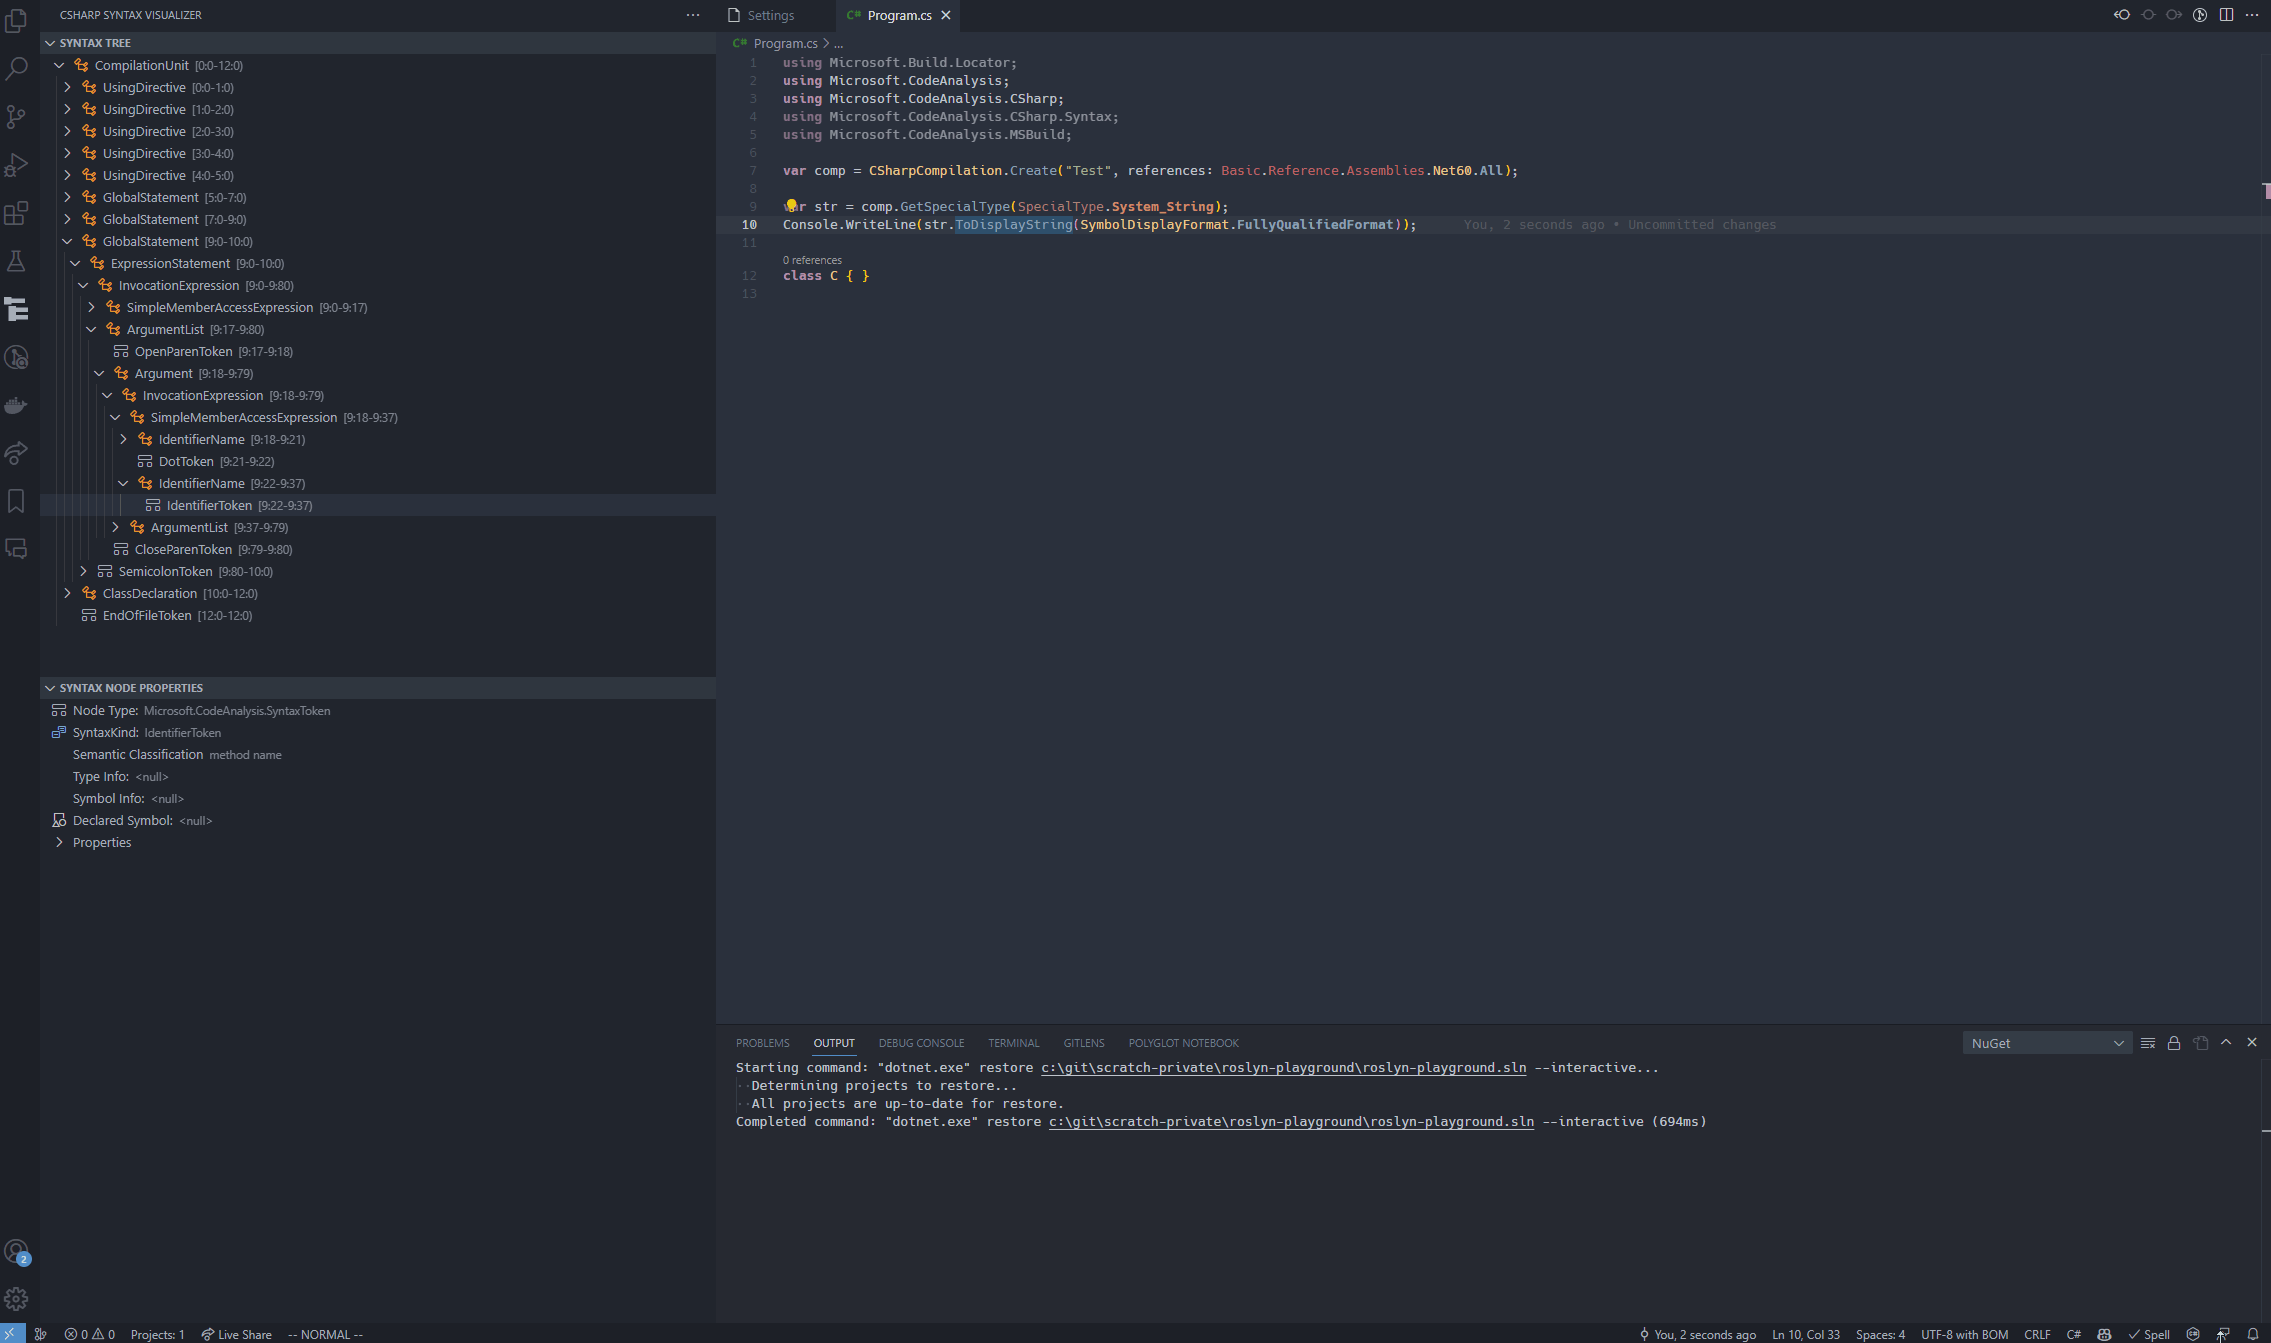 CSHARP SYNTAX VISUALIZER
SYNTAX TREE
CompilationUnit [0:0-12:0)
UsingDirective [0:0-1:0)
UsingDirective [1:0-2:0)
UsingDirective [2:0-3:0)
UsingDirective [3:0-4:0)
UsingDirective [4:0-5:0)
GlobalStatement [5:0-7:0)
GlobalStatement [7:0-9:0)
GlobalStatement [9:0-10:0)
ExpressionStatement [9:0-10:0)
InvocationExpression [9:0-9:80)
SimpleMemberAccessExpression [9:0-9:17)
ArgumentList [9:17-9:80)
OpenParenToken [9:17-9:18)
Argument [9:18-9:79)
InvocationExpression [9:18-9:79)
SimpleMemberAccessExpression [9:18-9:37)
IdentifierName [9:18-9:21)
DotToken [9:21-9:22)
IdentifierName [9:22-9:37)
IdentifierToken [9:22-9:37)
ArgumentList [9:37-9:79)
CloseParenToken [9:79-9:80)
SemicolonToken [9:80-10:0)
ClassDeclaration [10:0-12:0)
EndOfFileToken [12:0-12:0)
SYNTAX NODE PROPERTIES
Node Type: Microsoft.CodeAnalysis.SyntaxToken
SyntaxKind: IdentifierToken
Semantic Classification method name
Type Info: <null>
Symbol Info: <null>
Declared Symbol: <null>
Properties
Settings
C# Program.cs
C# Program.cs > ...
1 using Microsoft.Build.Locator;
2 using Microsoft.CodeAnalysis;
3 using Microsoft.CodeAnalysis.CSharp;
4 using Microsoft.CodeAnalysis.CSharp.Syntax;
5 using Microsoft.CodeAnalysis.MSBuild;
6
7 var comp = CSharpCompilation.Create("Test", references: Basic.Reference.Assemblies.Net60.All);
8
9 var str = comp.GetSpecialType(SpecialType.System_String);
10 Console.WriteLine(str.ToDisplayString(SymbolDisplayFormat.FullyQualifiedFormat)); You, 2 seconds ago • Uncommitted changes
11
0 references
12 class C { }
13
PROBLEMS OUTPUT DEBUG CONSOLE TERMINAL GITLENS POLYGLOT NOTEBOOK NuGet
Starting command: "dotnet.exe" restore c:\git\scratch-private\roslyn-playground\roslyn-playground.sln --interactive...
Determining projects to restore...
All projects are up-to-date for restore.
Completed command: "dotnet.exe" restore c:\git\scratch-private\roslyn-playground\roslyn-playground.sln --interactive (694ms)
2
0 0 Projects: 1 Live Share -- NORMAL -- You, 2 seconds ago Ln 10, Col 33 Spaces: 4 UTF-8 with BOM CRLF C# Spell